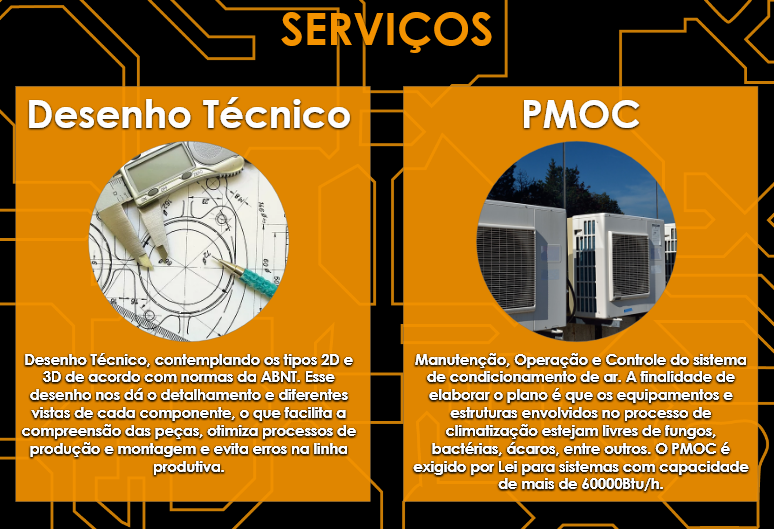 SERVIÇOS
Desenho Técnico
Desenho Técnico, contemplando os tipos 2D e
3D de acordo com normas da ABNT. Esse
desenho nos dá o detalhamento e diferentes
vistas de cada componente, o que facilita a
compreensão das peças, otimiza processos de
produção e montagem e evita erros na linha
produtiva.
PMOC
Manutenção, Operação e Controle do sistema
de condicionamento de ar. A finalidade de
elaborar o plano é que os equipamentos e
estruturas envolvidos no processo de
climatização estejam livres de fungos,
bactérias, ácaros, entre outros. O PMOC é
exigido por Lei para sistemas com capacidade
de mais de 60000Btu/h.